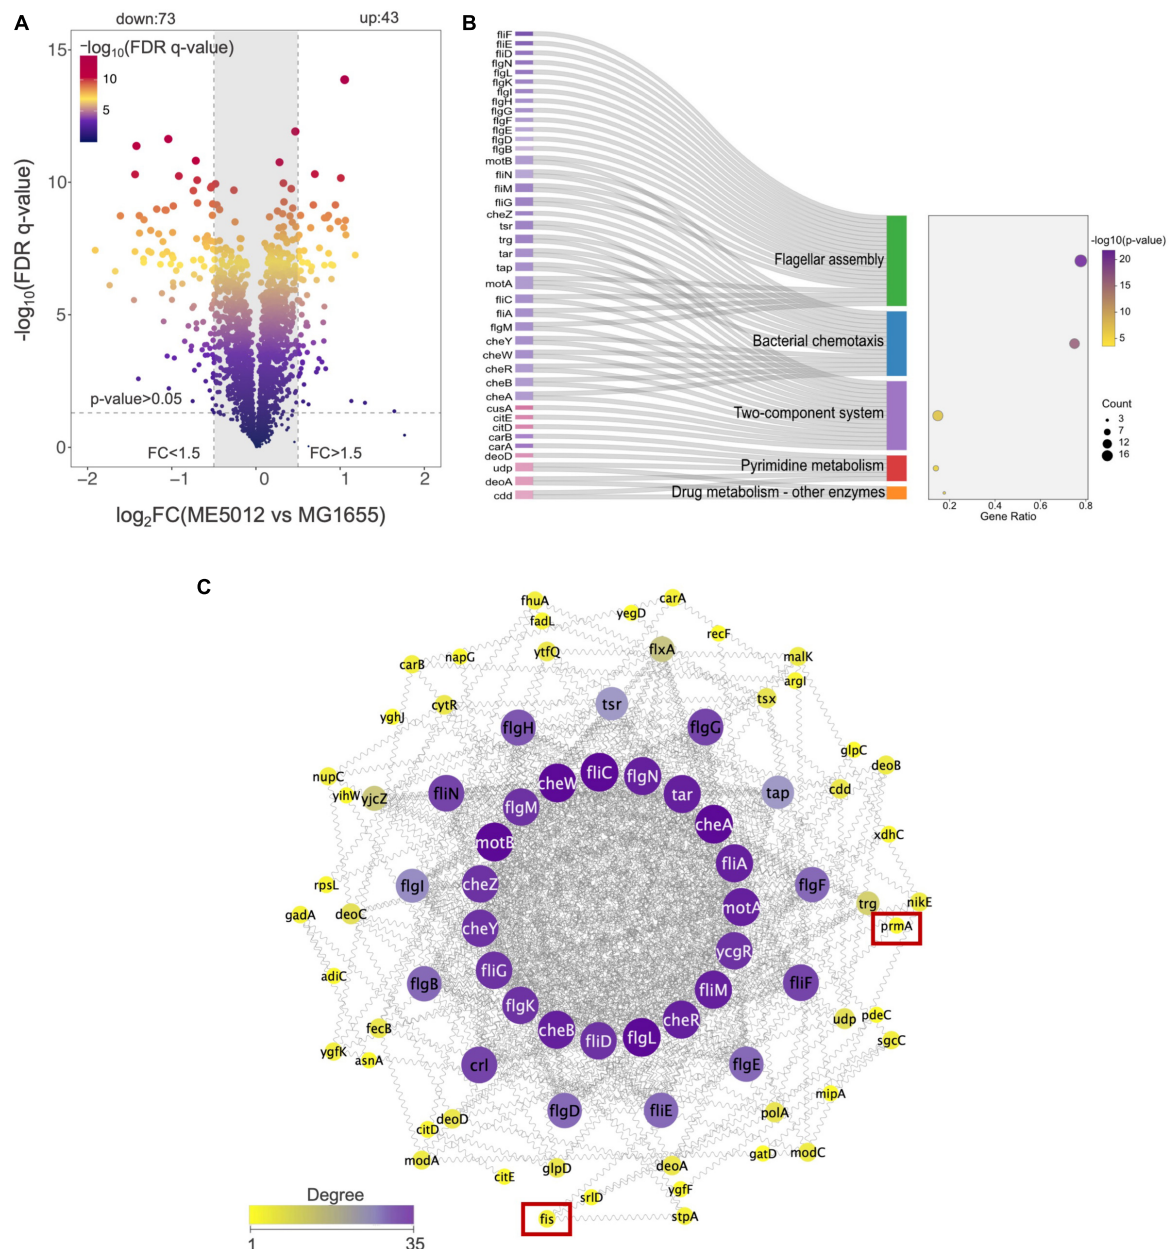 A
down:73
up:43
−log10(FDR q-value)
10
5
15
10
5
0
-log10(FDR q-value)
p-value>0.05
FC<1.5
FC>1.5
−2
−1
0
1
2
log2FC(ME5012 vs MG1655)
B
fliF
fliE
fliD
flgN
flgL
flgK
flgI
flgH
flgG
flgF
flgE
flgD
flgB
motB
fliN
fliM
fliG
cheZ
tsr
trg
tar
tap
motA
fliC
fliA
flgM
cheY
cheW
cheR
cheB
cheA
cusA
citE
citD
carB
carA
deoD
udp
deoA
cdd
Flagellar assembly
Bacterial chemotaxis
Two-component system
Pyrimidine metabolism
Drug metabolism - other enzymes
0.2
0.4
0.6
0.8
Gene Ratio
-log10(p-value)
20
15
10
5
Count
3
7
12
16
C
fhuA
carA
fadL
yegD
recF
carB
napG
ytfQ
flxA
malK
argI
cytR
tsr
tsx
yghJ
flgH
flgG
glpC
deoB
nupC
yihW
yjcZ
fliN
cheW
fliC
flgN
tar
tap
cdd
flgM
cheA
xdhC
motB
fliA
rpsL
flgI
cheZ
flgF
gadA
deoC
motA
trg
nikE
cheY
prmA
ycgR
adiC
flgB
fliG
fliM
fliF
flgK
cheR
udp
pdeC
fecB
cheB
fliD
flgL
sgcC
ygfK
asnA
crl
flgE
mipA
flgD
fliE
polA
deoD
citD
modA
glpD
deoA
gatD
modC
citE
ygfF
srlD
fis
stpA
Degree
1
35